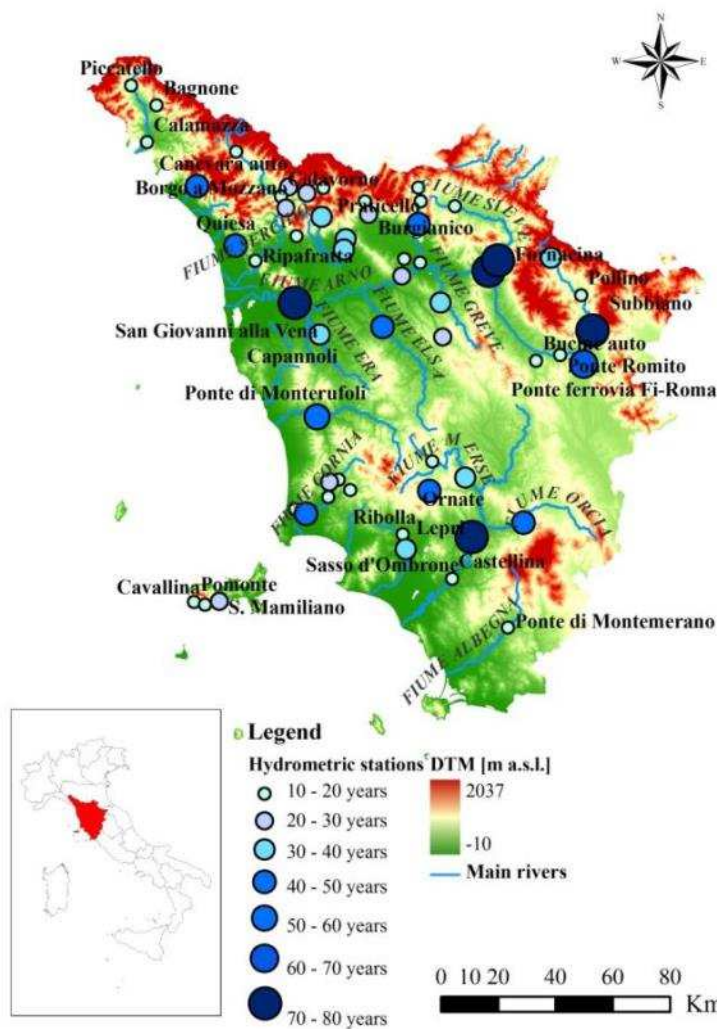 N
W E
S
Piccatello
Bagnone
Calamazza
Canevara auto
Calavorno
Borgo a Mozzano
FIUME SIEVE
Praticello
Burgianico
Quiesa
FIUME SERCHIO
Fornacina
Ripafratta
FIUME ARNO
FIUME GREVE
Pollino
Subbiano
San Giovanni alla Vena
FIUME ERA
FIUME ELSA
Bucine auto
Capannoli
Ponte Romito
Ponte di Monterufoli
Ponte ferrovia Fi-Roma
FIUME CORNIA
FIUME MERSE
Ornate
FIUME ORCIA
Ribolla
Lepri
Sasso d'Ombrone
Castellina
Cavallina
Pomonte
S. Mamiliano
Ponte di Montemerano
FIUME ALBEGNA
Legend
Hydrometric stations DTM [m a.s.l.]
10 - 20 years
2037
20 - 30 years
30 - 40 years
-10
40 - 50 years
Main rivers
50 - 60 years
60 - 70 years
70 - 80 years
0 10 20 40 60 80
Km